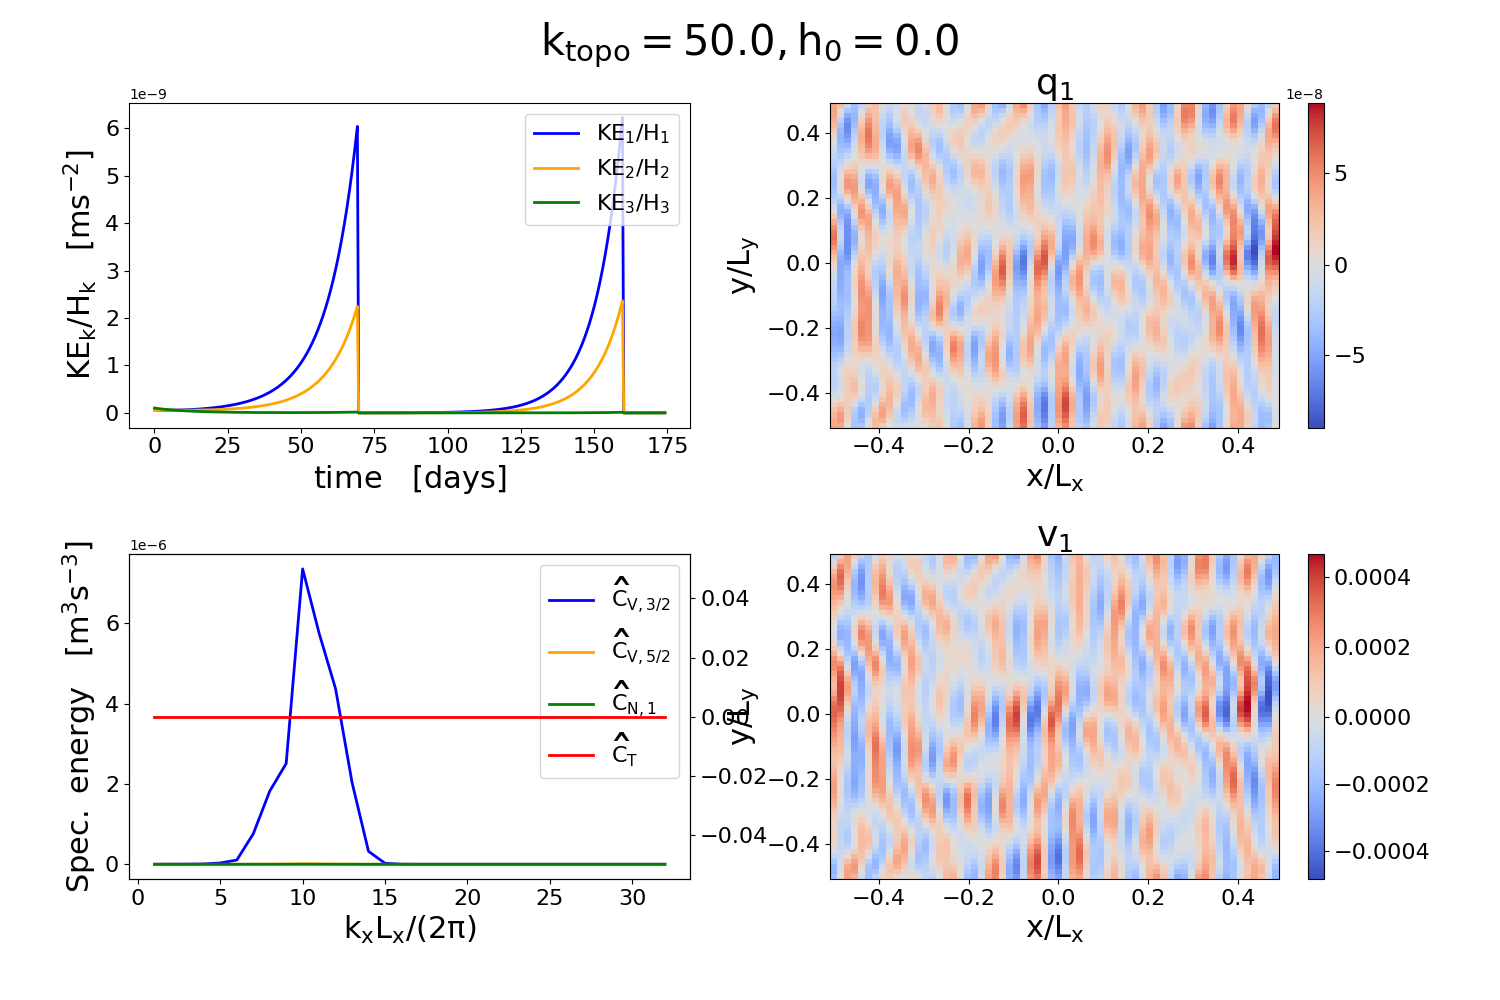 k_topo = 50.0, h_0 = 0.0
1e−9
KE_k/H_k [ms^−2]
6
5
4
3
2
1
0
KE_1/H_1
KE_2/H_2
KE_3/H_3
0 25 50 75 100 125 150 175
time [days]
q_1
y/L_y
0.4
0.2
0.0
−0.2
−0.4
−0.4 −0.2 0.0 0.2 0.4
x/L_x
1e−8
5
0
−5
1e−6
Spec. energy [m^3s^−3]
6
4
2
0
Ĉ_V,3/2
Ĉ_V,5/2
Ĉ_N,1
Ĉ_T
0.04
0.02
0.00
−0.02
−0.04
0 5 10 15 20 25 30
k_xL_x/(2π)
v_1
y/L_y
0.4
0.2
0.0
−0.2
−0.4
−0.4 −0.2 0.0 0.2 0.4
x/L_x
0.0004
0.0002
0.0000
−0.0002
−0.0004